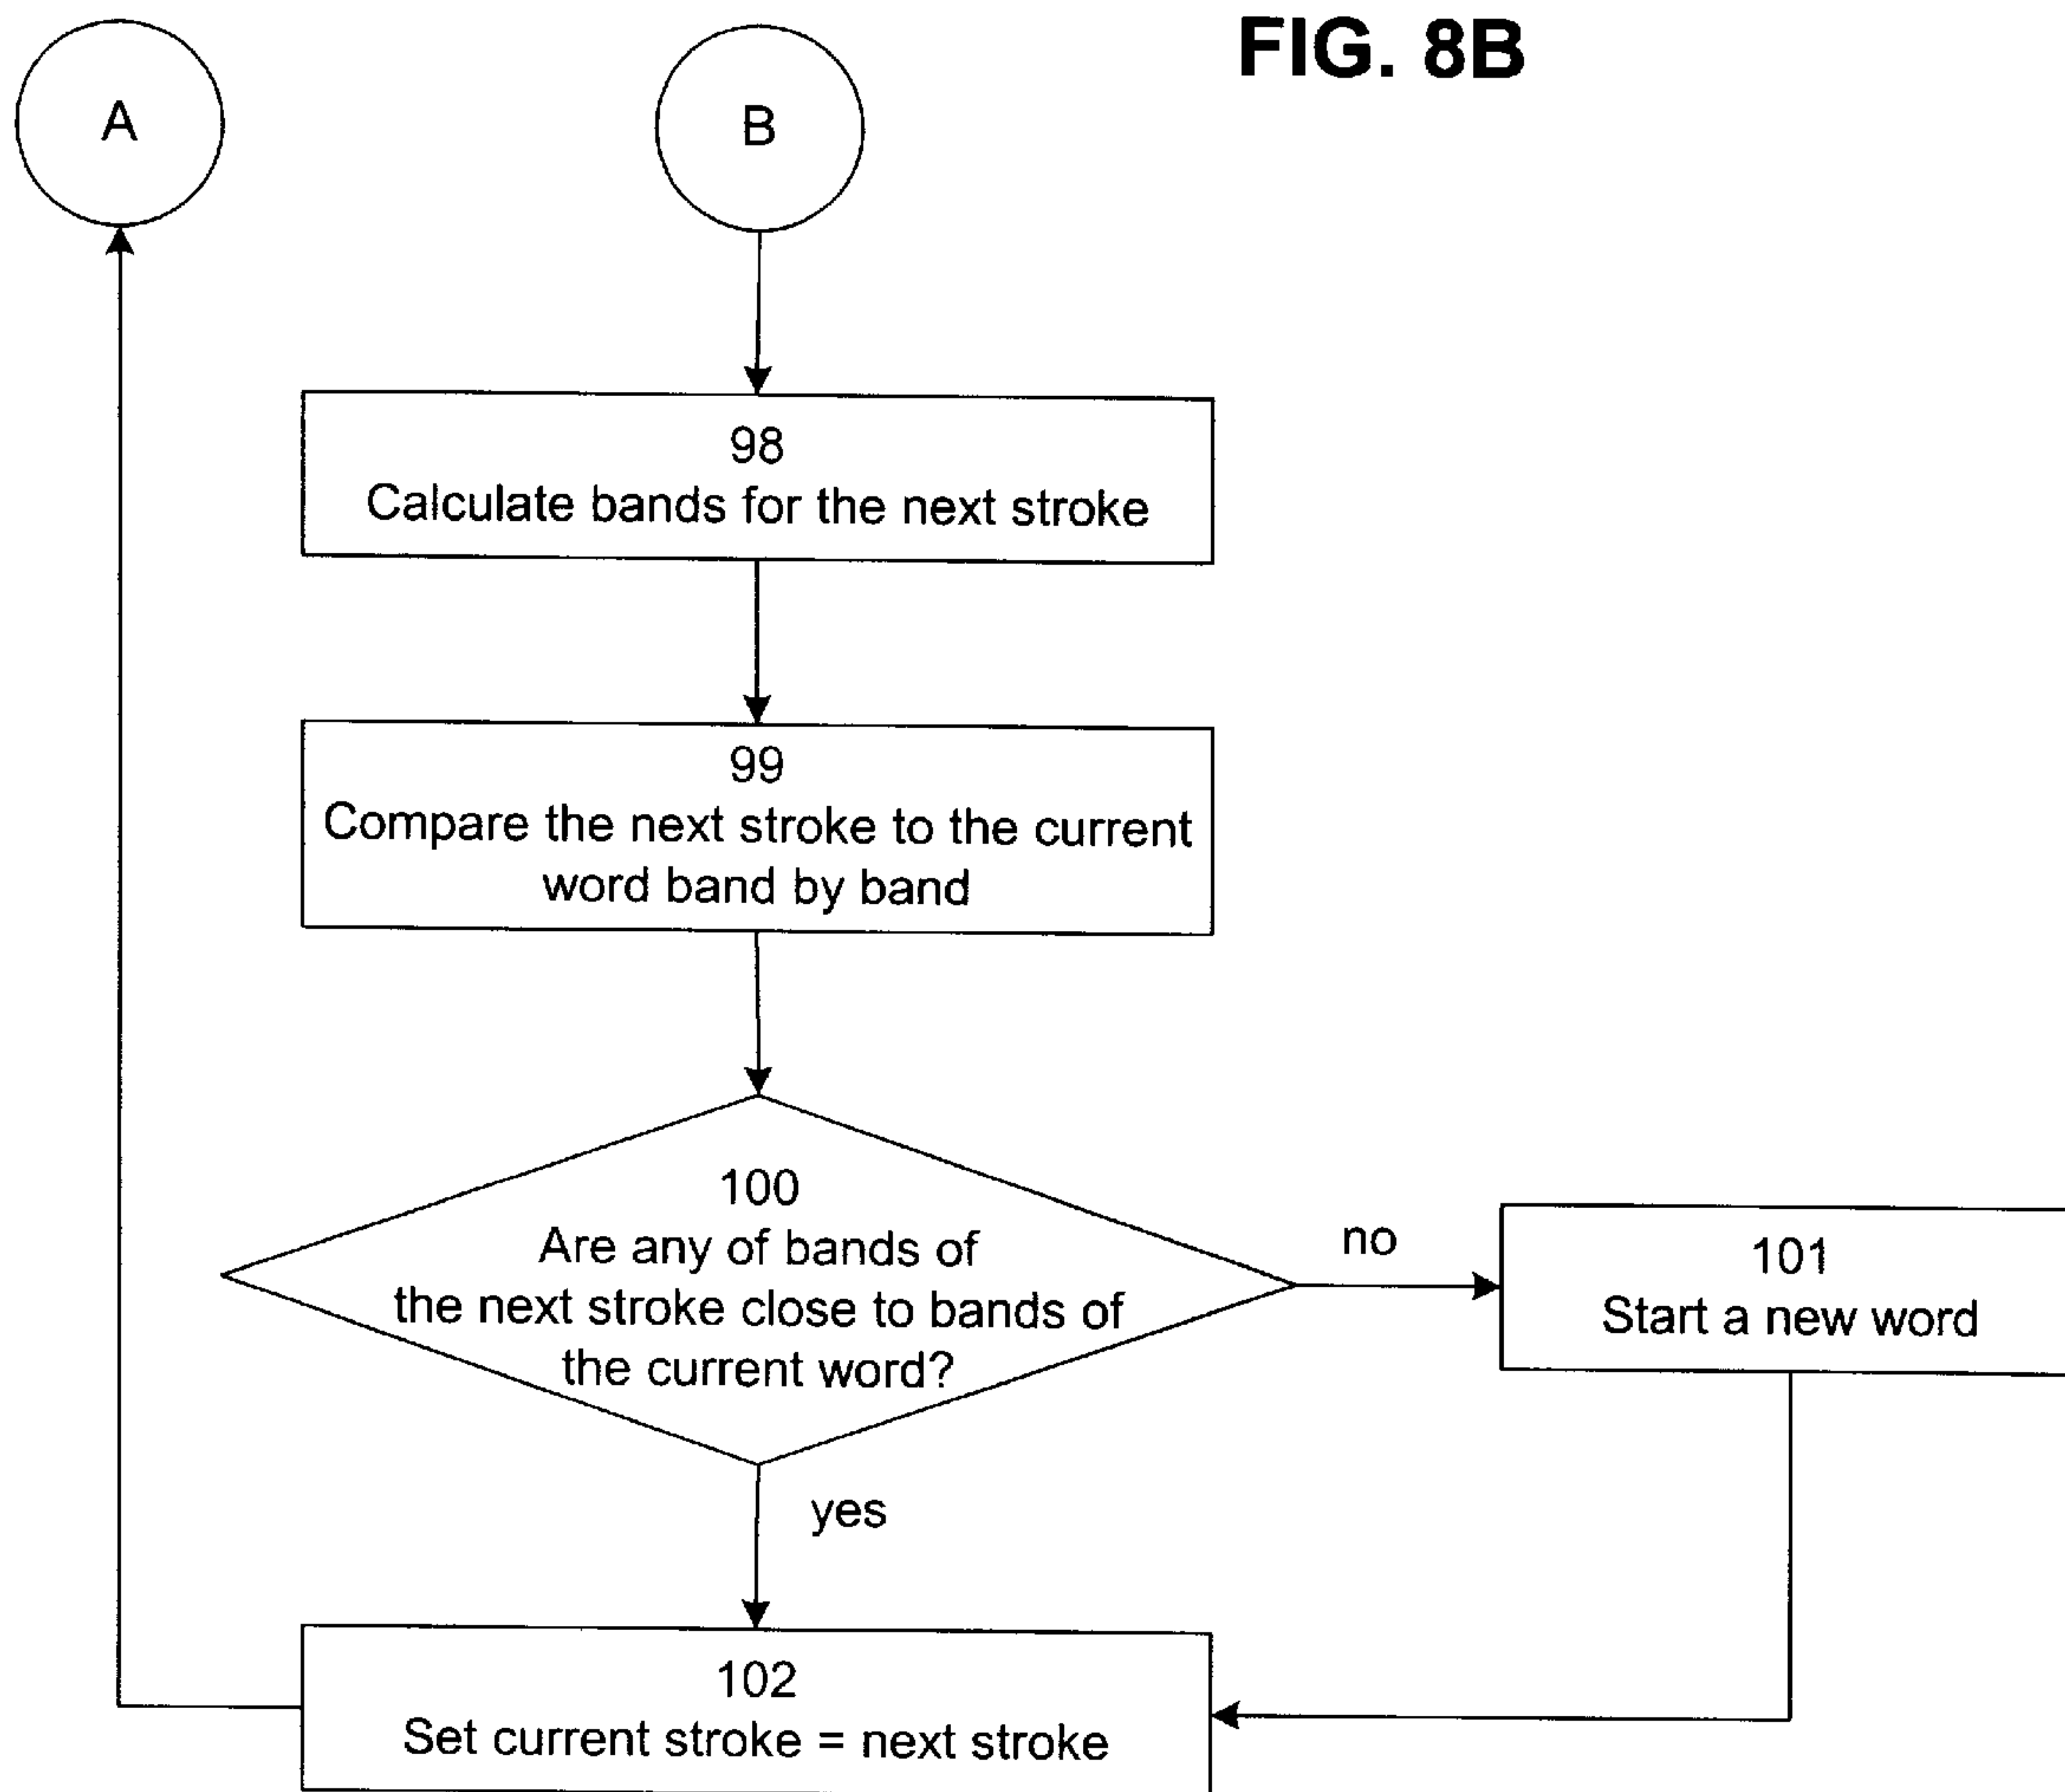 FIG. 8B
A
B
98
Calculate bands for the next stroke
99
Compare the next stroke to the current
word band by band
100
Are any of bands of
the next stroke close to bands of
the current word?
no
101
Start a new word
yes
102
Set current stroke = next stroke